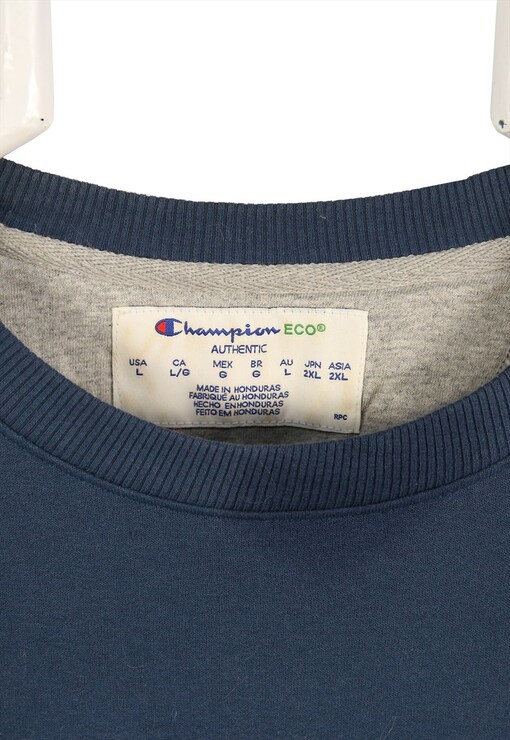 Champion ECO®
AUTHENTIC
USA CA MEX BR AU JPN ASIA
L L/G G G L 2XL 2XL
MADE IN HONDURAS
FABRIQUÉ AU HONDURAS
HECHO EN HONDURAS
FEITO EM HONDURAS
RPC